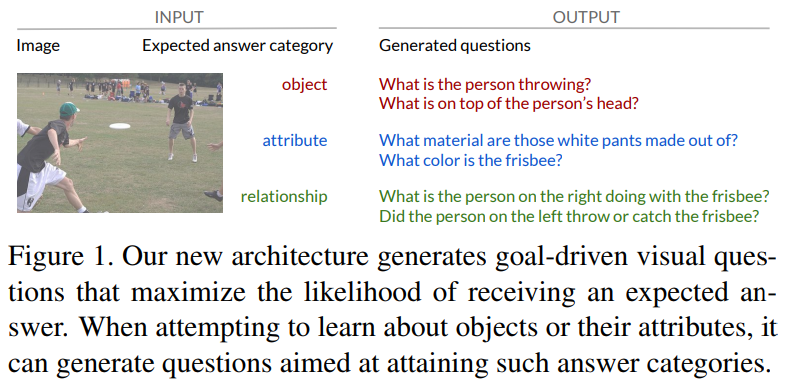 INPUT OUTPUT
Image Expected answer category Generated questions
object What is the person throwing?
What is on top of the person's head?
attribute What material are those white pants made out of?
What color is the frisbee?
relationship What is the person on the right doing with the frisbee?
Did the person on the left throw or catch the frisbee?
Figure 1. Our new architecture generates goal-driven visual ques-
tions that maximize the likelihood of receiving an expected an-
swer. When attempting to learn about objects or their attributes, it
can generate questions aimed at attaining such answer categories.